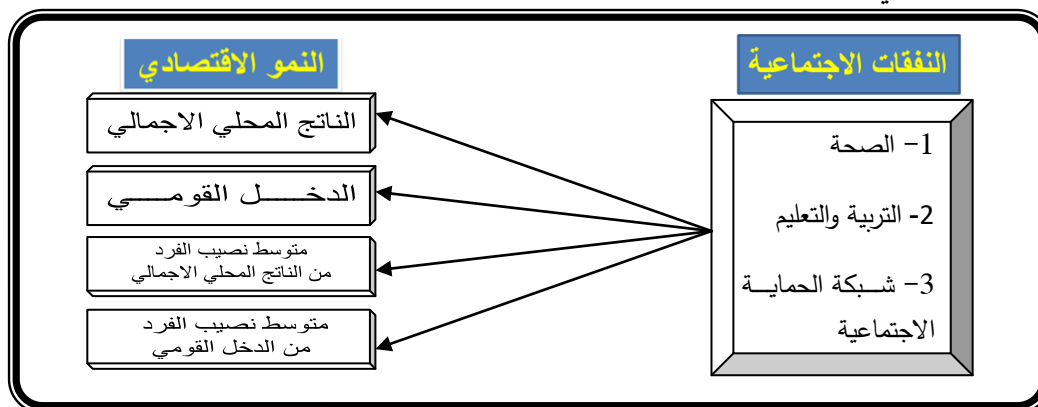 النفقات الاجتماعية
1- الصحة
2- التربية والتعليم
3- شبكة الحماية
الاجتماعية
النمو الاقتصادي
الناتج المحلي الاجمالي
الدخل القومي
متوسط نصيب الفرد
من الناتج المحلي الاجمالي
متوسط نصيب الفرد
من الدخل القومي